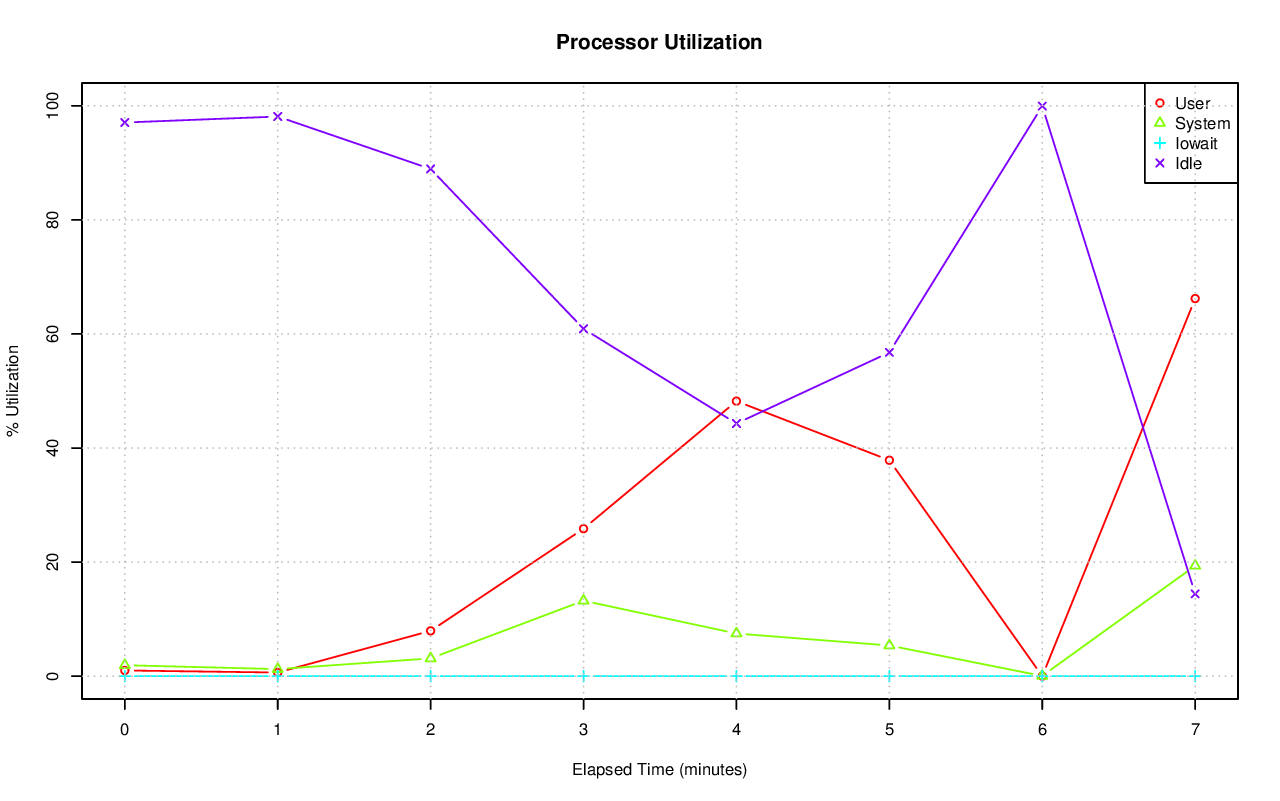 Processor Utilization
User
System
Iowait
Idle
% Utilization
100
80
60
40
20
0
0 1 2 3 4 5 6 7
Elapsed Time (minutes)